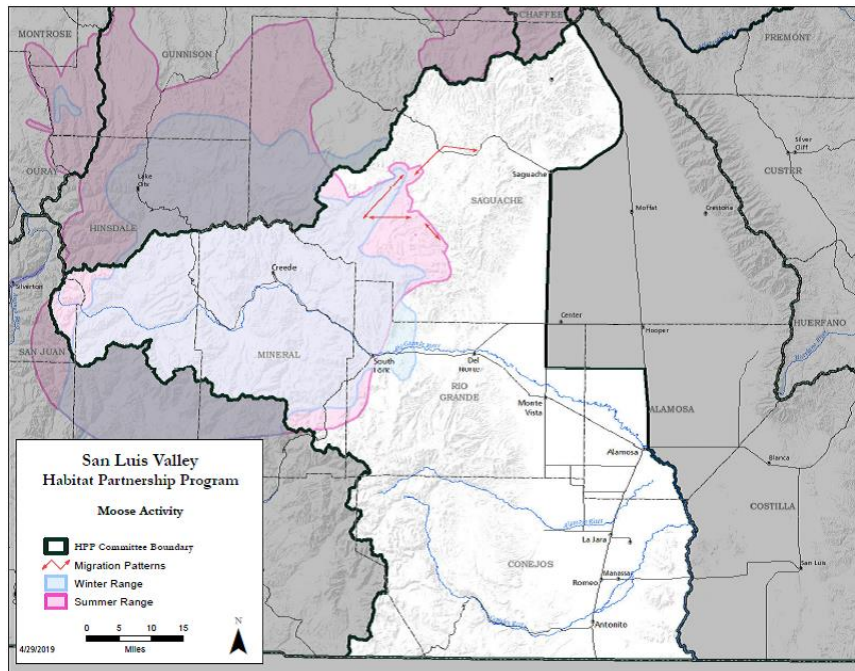 CHAFFEE
MONTROSE
GUNNISON
FREMONT
Silver
Cliff
OURAY
CUSTER
Lake
City
Saguache
SAGUACHE
Moffat
Crestone
HINSDALE
Creede
Silverton
Center
Hooper
HUERFANO
SAN JUAN
MINERAL
South
Fork
Del
Norte
RIO
GRANDE
Monte
Vista
ALAMOSA
Alamosa
Blanca
COSTILLA
La Jara
CONEJOS
Manassa
Romeo
San Luis
Antonito
San Luis Valley
Habitat Partnership Program
Moose Activity
HPP Committee Boundary
Migration Patterns
Winter Range
Summer Range
N
0 5 10 15
Miles
4/29/2019